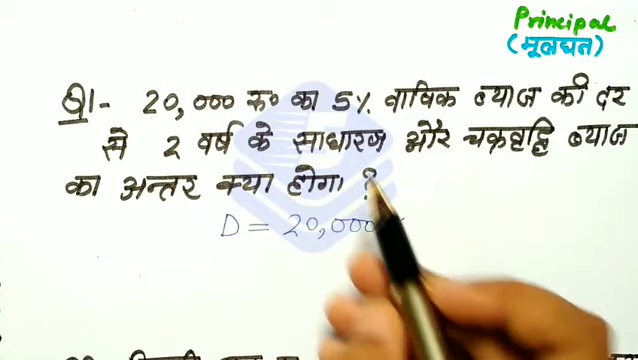 Principal
(मूलधन)
Q1- 20,000 रु० का 5% वार्षिक ब्याज की दर
से 2 वर्ष के साधारण और चक्रवृद्धि ब्याज
का अन्तर क्या होगा ?
D = 20,000